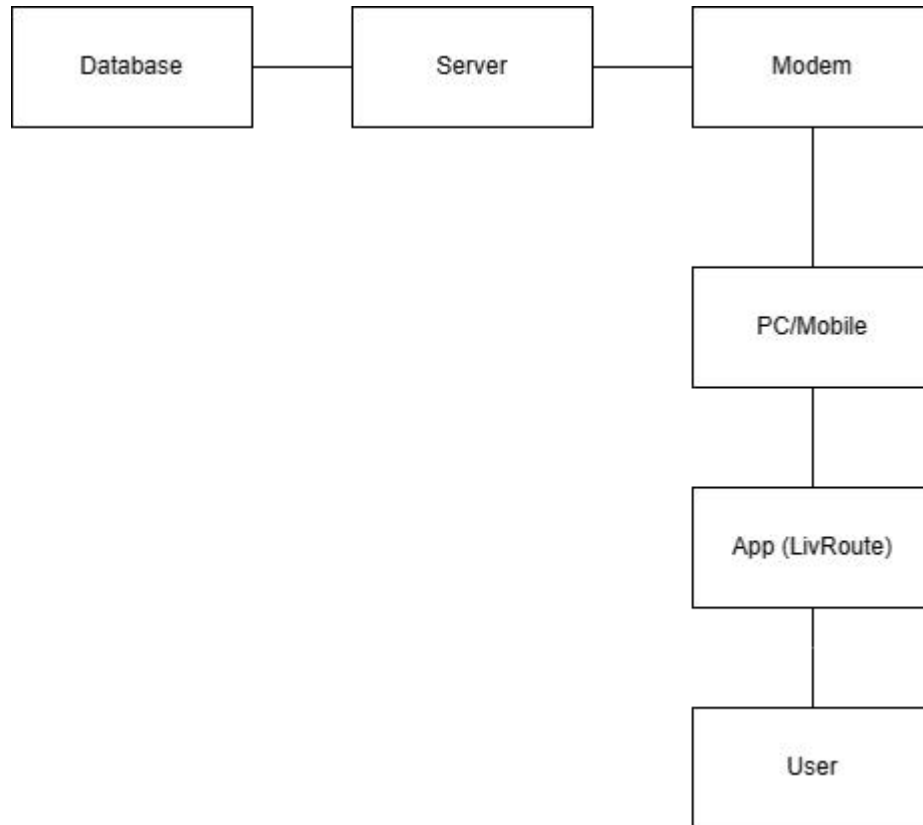 Database
Server
Modem
PC/Mobile
App (LivRoute)
User